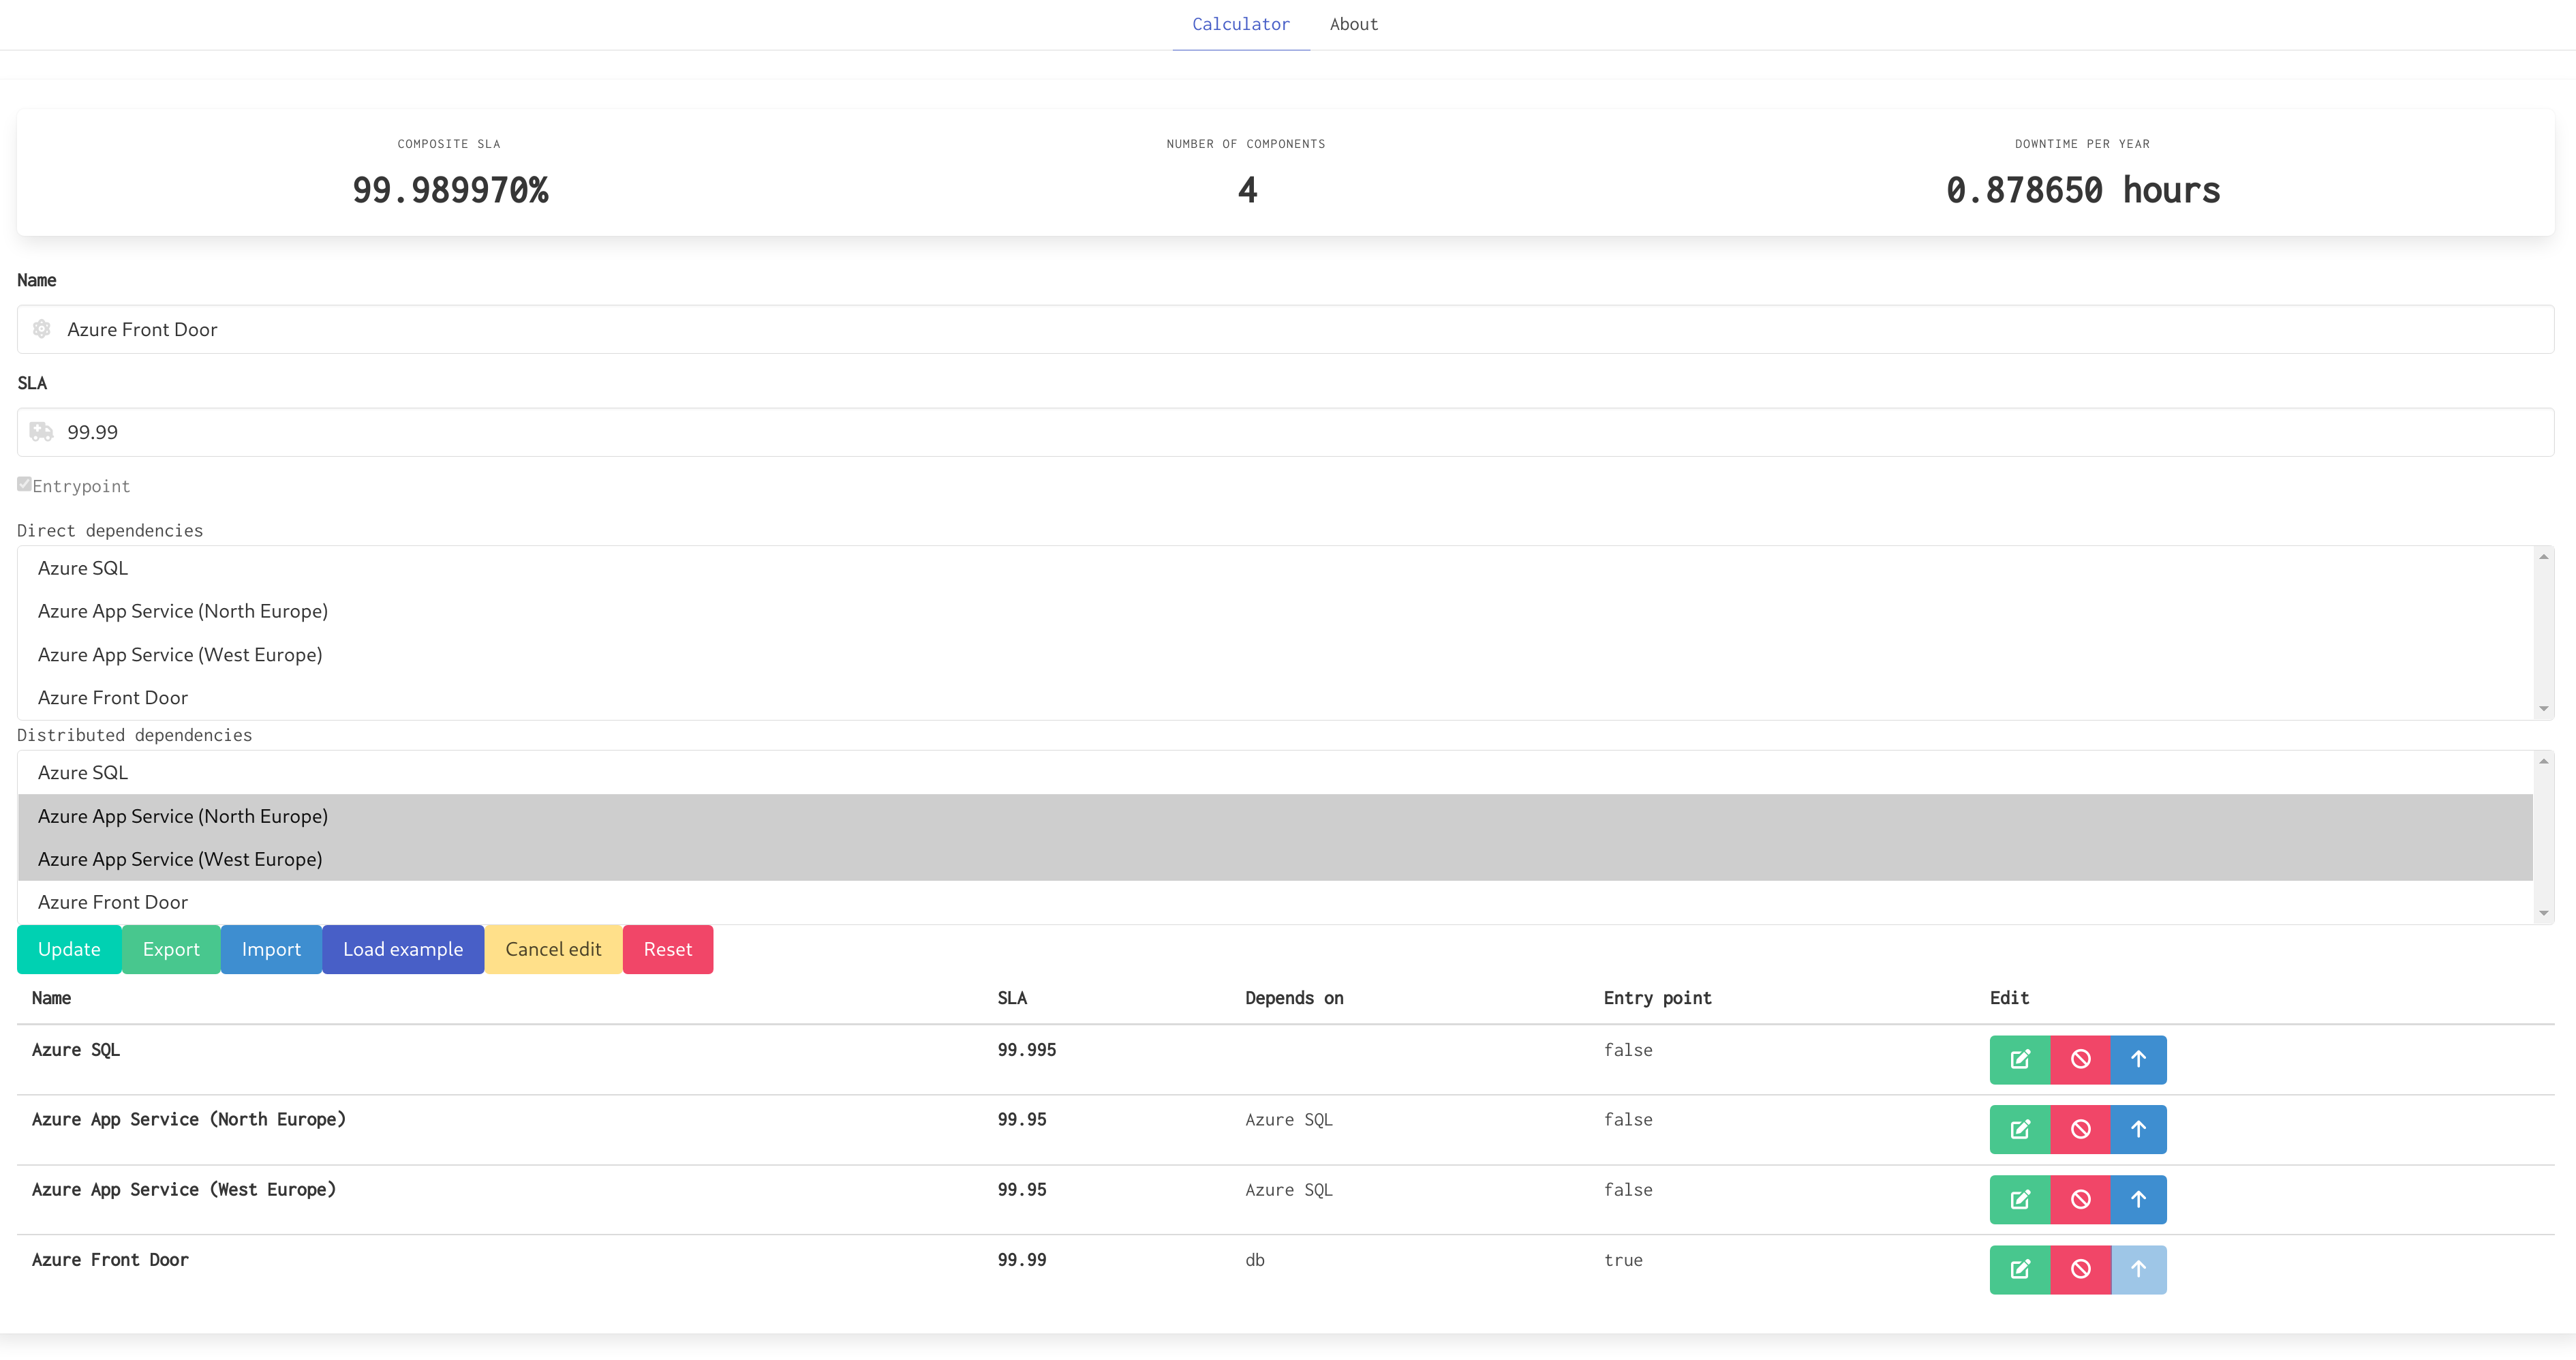 Calculator About
COMPOSITE SLA NUMBER OF COMPONENTS DOWNTIME PER YEAR
99.989970% 4 0.878650 hours
Name
Azure Front Door
SLA
99.99
Entrypoint
Direct dependencies
Azure SQL
Azure App Service (North Europe)
Azure App Service (West Europe)
Azure Front Door
Distributed dependencies
Azure SQL
Azure App Service (North Europe)
Azure App Service (West Europe)
Azure Front Door
Update Export Import Load example Cancel edit Reset
Name SLA Depends on Entry point Edit
Azure SQL 99.995 false
Azure App Service (North Europe) 99.95 Azure SQL false
Azure App Service (West Europe) 99.95 Azure SQL false
Azure Front Door 99.99 db true